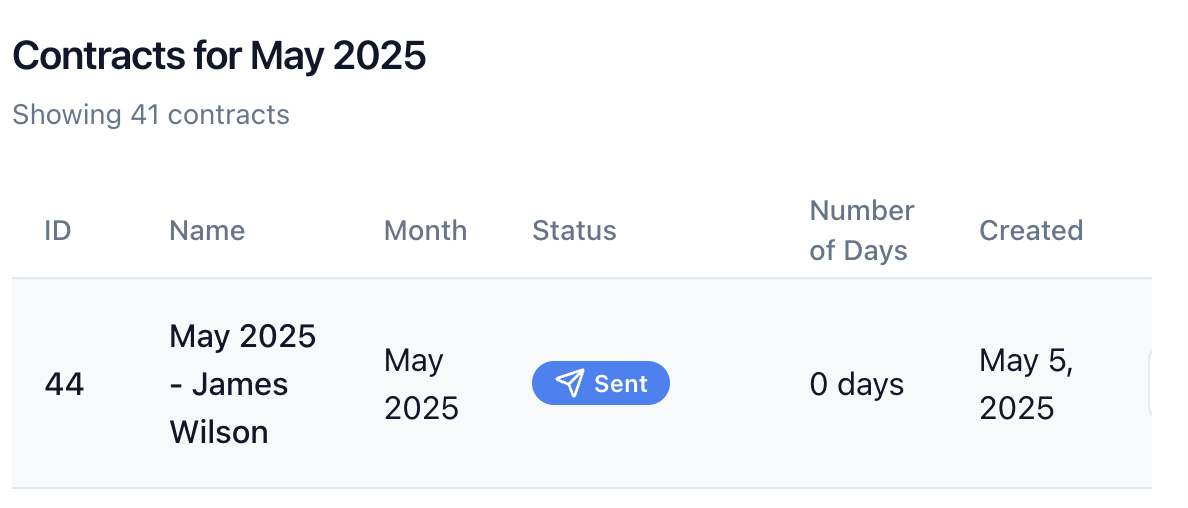 Contracts for May 2025
Showing 41 contracts
ID Name Month Status Number of Days Created
44 May 2025 - James Wilson May 2025 Sent 0 days May 5, 2025